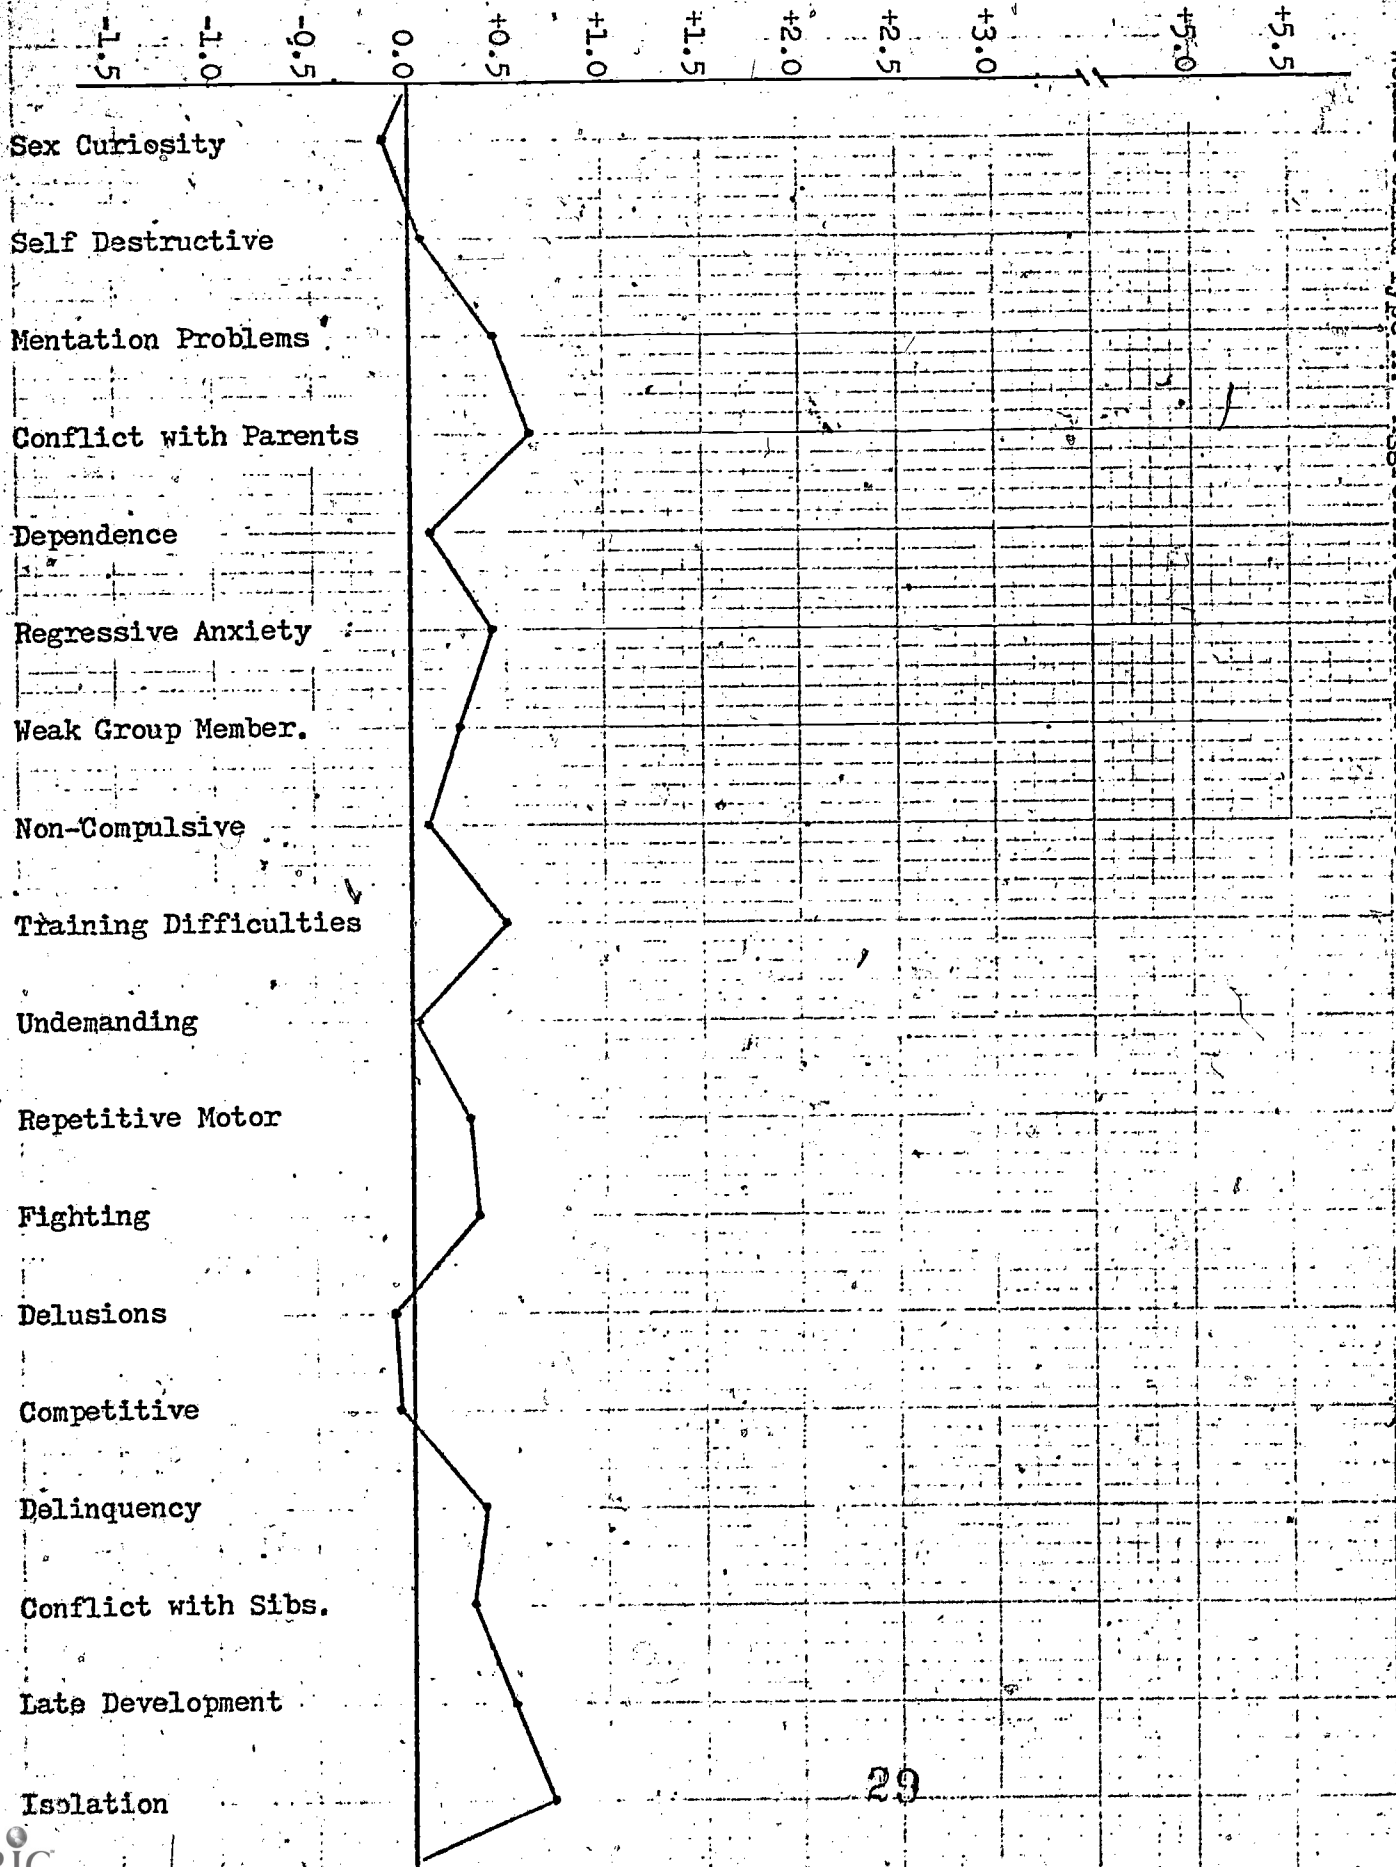 -1.5
-1.0
-0.5
0.0
+0.5
+1.0
+1.5
+2.0
+2.5
+3.0
+5.0
+5.5
Sex Curiosity
Self Destructive
Mentation Problems
Conflict with Parents
Dependence
Regressive Anxiety
Weak Group Member.
Non-Compulsive
Training Difficulties
Undemanding
Repetitive Motor
Fighting
Delusions
Competitive
Delinquency
Conflict with Sibs.
Late Development
Isolation
29